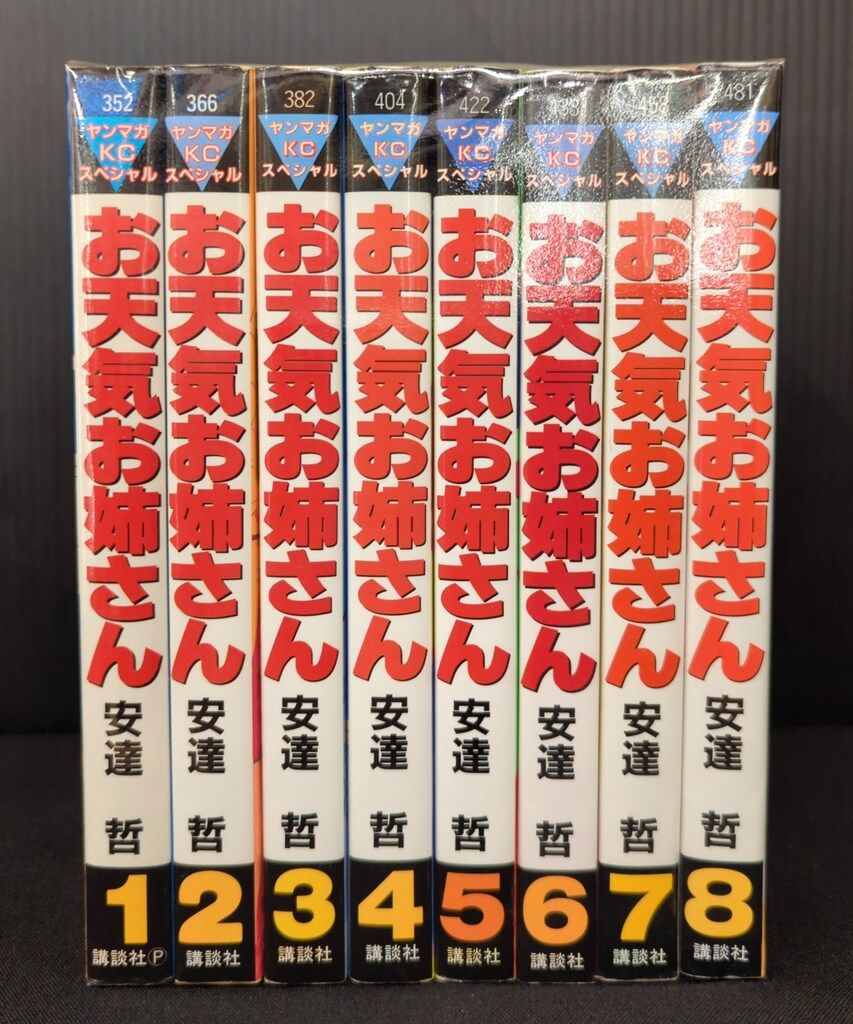 352
ヤンマガ
KC
スペシャル
お天気お姉さん
安達 哲
1
講談社 P
366
ヤンマガ
KC
スペシャル
お天気お姉さん
安達 哲
2
講談社
382
ヤンマガ
KC
スペシャル
お天気お姉さん
安達 哲
3
講談社
404
ヤンマガ
KC
スペシャル
お天気お姉さん
安達 哲
4
講談社
422
ヤンマガ
KC
スペシャル
お天気お姉さん
安達 哲
5
講談社
ヤンマガ
KC
スペシャル
お天気お姉さん
安達 哲
6
講談社
458
ヤンマガ
KC
スペシャル
お天気お姉さん
安達 哲
7
講談社
481
ヤンマガ
KC
スペシャル
お天気お姉さん
安達 哲
8
講談社